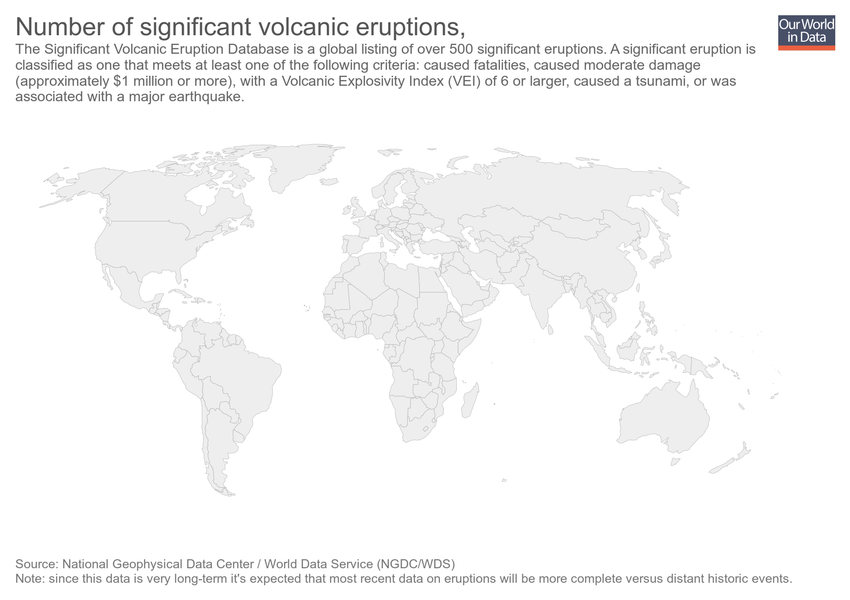 Number of significant volcanic eruptions,
Our World
in Data
The Significant Volcanic Eruption Database is a global listing of over 500 significant eruptions. A significant eruption is
classified as one that meets at least one of the following criteria: caused fatalities, caused moderate damage
(approximately $1 million or more), with a Volcanic Explosivity Index (VEI) of 6 or larger, caused a tsunami, or was
associated with a major earthquake.
Source: National Geophysical Data Center / World Data Service (NGDC/WDS)
Note: since this data is very long-term it's expected that most recent data on eruptions will be more complete versus distant historic events.